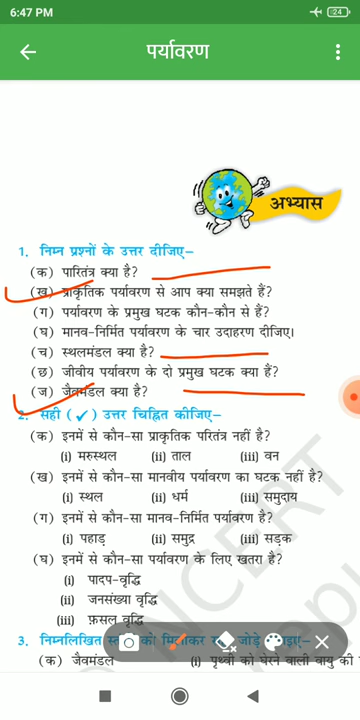 6:47 PM
24
पर्यावरण
अभ्यास
1. निम्न प्रश्नों के उत्तर दीजिए–
(क) पारितंत्र क्या है?
(ख) प्राकृतिक पर्यावरण से आप क्या समझते हैं?
(ग) पर्यावरण के प्रमुख घटक कौन-कौन से हैं?
(घ) मानव-निर्मित पर्यावरण के चार उदाहरण दीजिए।
(च) स्थलमंडल क्या है?
(छ) जीवीय पर्यावरण के दो प्रमुख घटक क्या हैं?
(ज) जैवमंडल क्या है?
2. सही (✓) उत्तर चिह्नित कीजिए–
(क) इनमें से कौन-सा प्राकृतिक पारितंत्र नहीं है?
(i) मरुस्थल (ii) ताल (iii) वन
(ख) इनमें से कौन-सा मानवीय पर्यावरण का घटक नहीं है?
(i) स्थल (ii) धर्म (iii) समुदाय
(ग) इनमें से कौन-सा मानव-निर्मित पर्यावरण है?
(i) पहाड़ (ii) समुद्र (iii) सड़क
(घ) इनमें से कौन-सा पर्यावरण के लिए खतरा है?
(i) पादप-वृद्धि
(ii) जनसंख्या वृद्धि
(iii) फ़सल वृद्धि
3. निम्नलिखित को मिलाकर जोड़े
(क) जैवमंडल (i) पृथ्वी को घेरने वाली वायु की